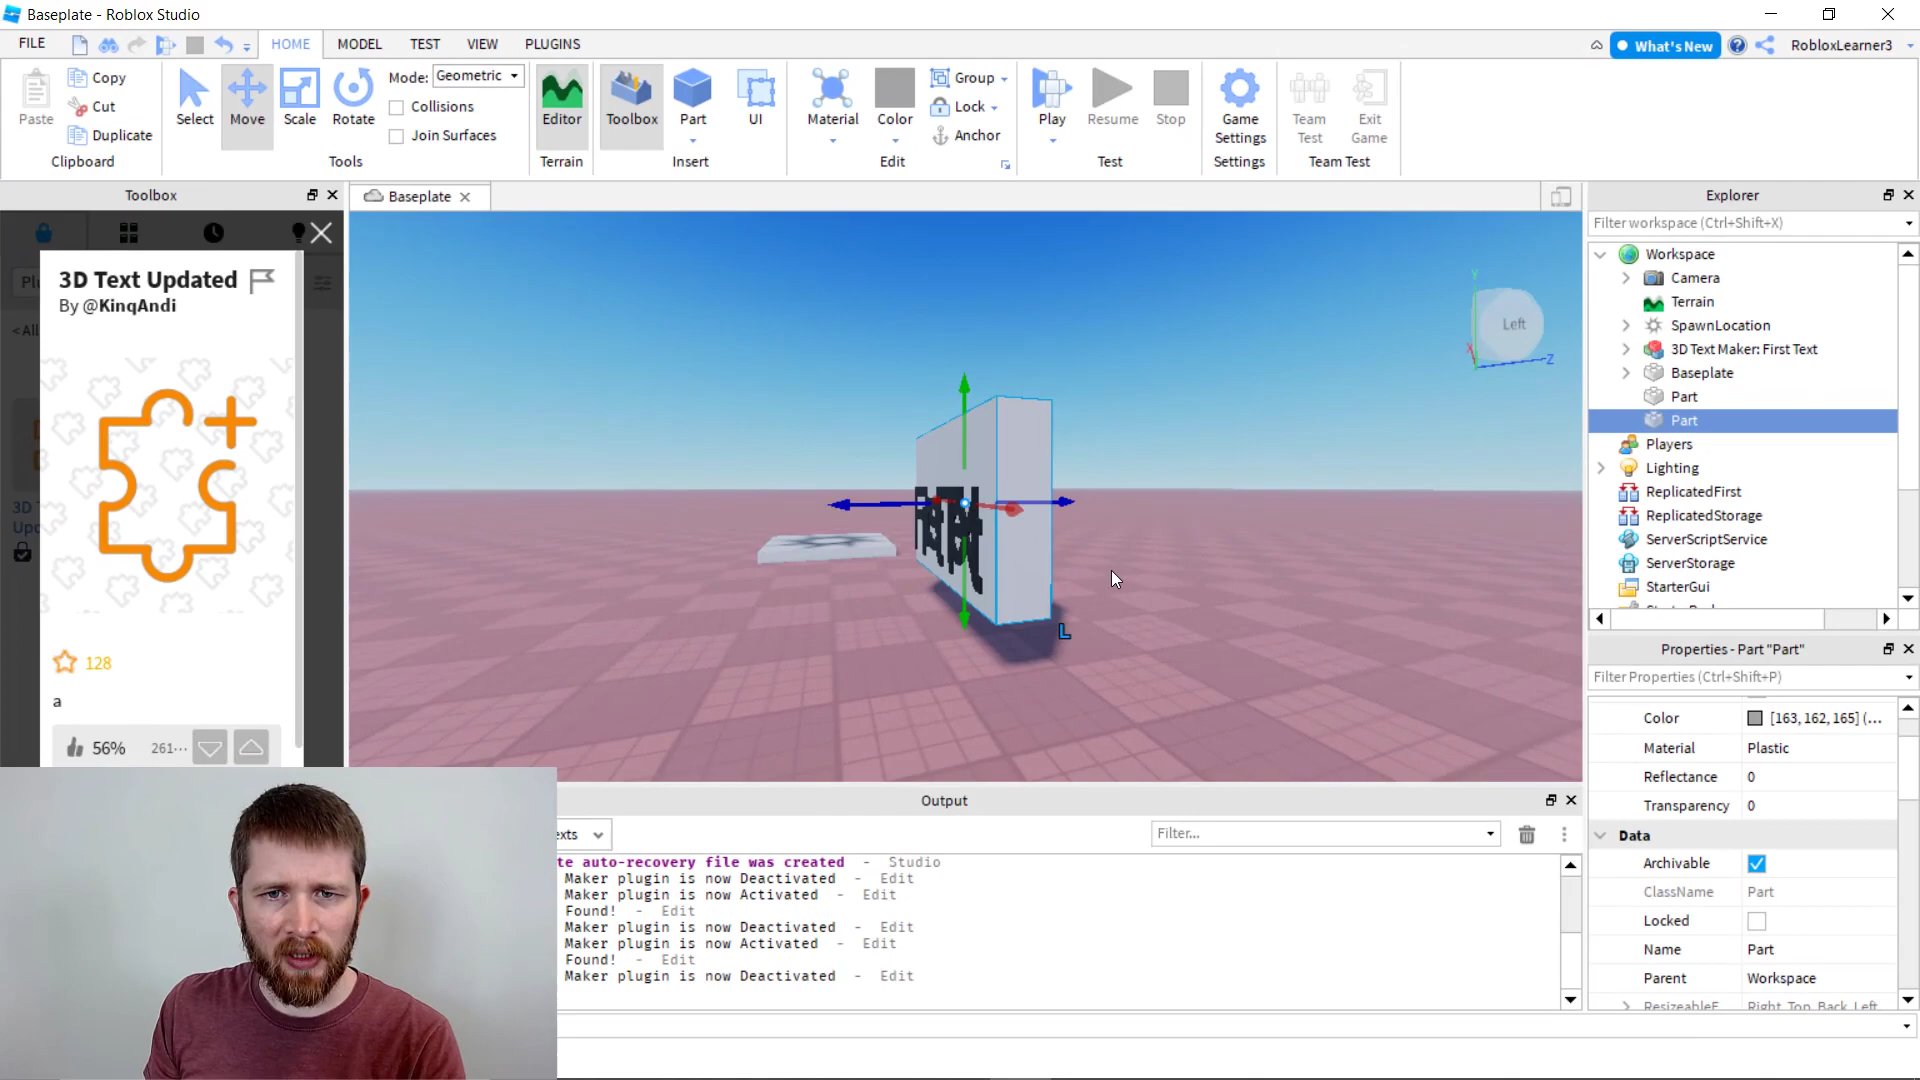 Baseplate - Roblox Studio
FILE
HOME
MODEL
TEST
VIEW
PLUGINS
What's New
RobloxLearner3
Paste
Copy
Cut
Duplicate
Clipboard
Select
Move
Scale
Rotate
Mode:
Geometric
Collisions
Join Surfaces
Tools
Editor
Terrain
Toolbox
Part
UI
Insert
Material
Color
Group
Lock
Anchor
Edit
Play
Resume
Stop
Test
Game
Settings
Settings
Team
Test
Exit
Game
Team Test
Toolbox
Baseplate
Explorer
Filter workspace (Ctrl+Shift+X)
<All
3D Text Updated
By @KinqAndi
128
a
56%
261...
Left
Y
X
Z
L
Workspace
Camera
Terrain
SpawnLocation
3D Text Maker: First Text
Baseplate
Part
Part
Players
Lighting
ReplicatedFirst
ReplicatedStorage
ServerScriptService
ServerStorage
StarterGui
Properties - Part "Part"
Filter Properties (Ctrl+Shift+P)
Color [163, 162, 165] (...
Material Plastic
Reflectance 0
Transparency 0
Data
Archivable
ClassName Part
Locked
Name Part
Parent Workspace
ResizeableF Right, Top, Back, Left
Output
exts
Filter...
te auto-recovery file was created - Studio
Maker plugin is now Deactivated - Edit
Maker plugin is now Activated - Edit
Found! - Edit
Maker plugin is now Deactivated - Edit
Maker plugin is now Activated - Edit
Found! - Edit
Maker plugin is now Deactivated - Edit